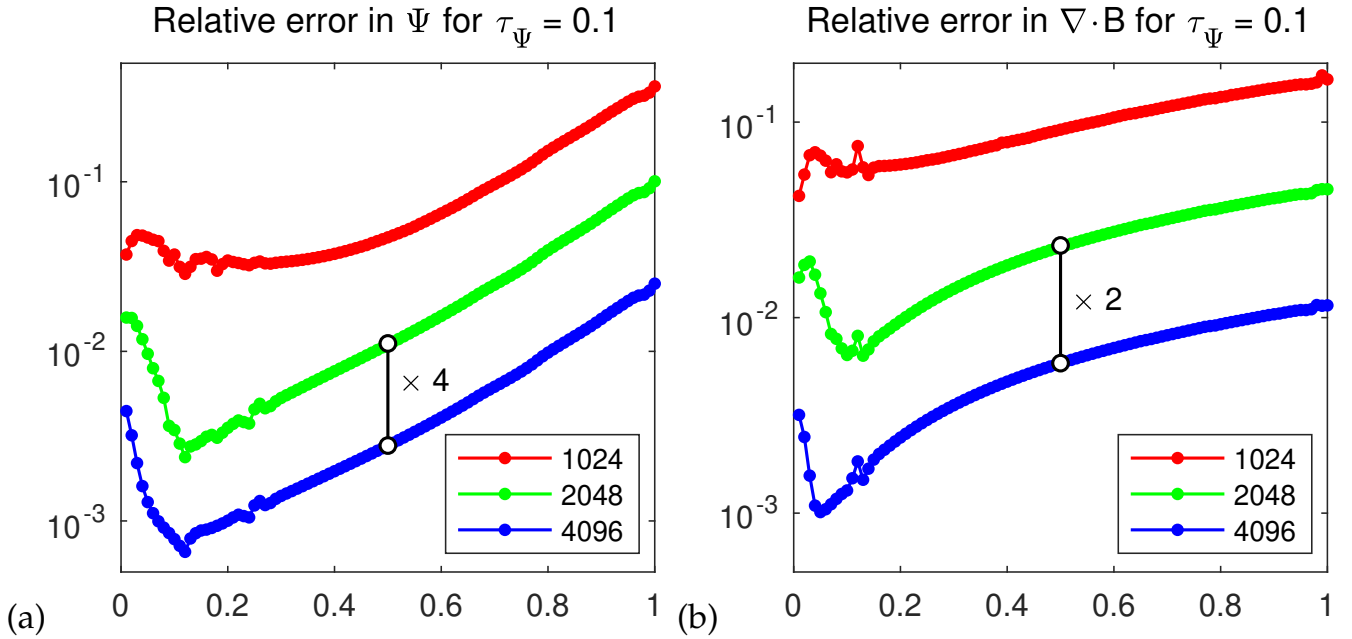 Relative error in Ψ for τ_Ψ = 0.1
10^-1
10^-2
10^-3
× 4
1024
2048
4096
0 0.2 0.4 0.6 0.8 1
(a)
Relative error in ∇·B for τ_Ψ = 0.1
10^-1
10^-2
10^-3
× 2
1024
2048
4096
0 0.2 0.4 0.6 0.8 1
(b)